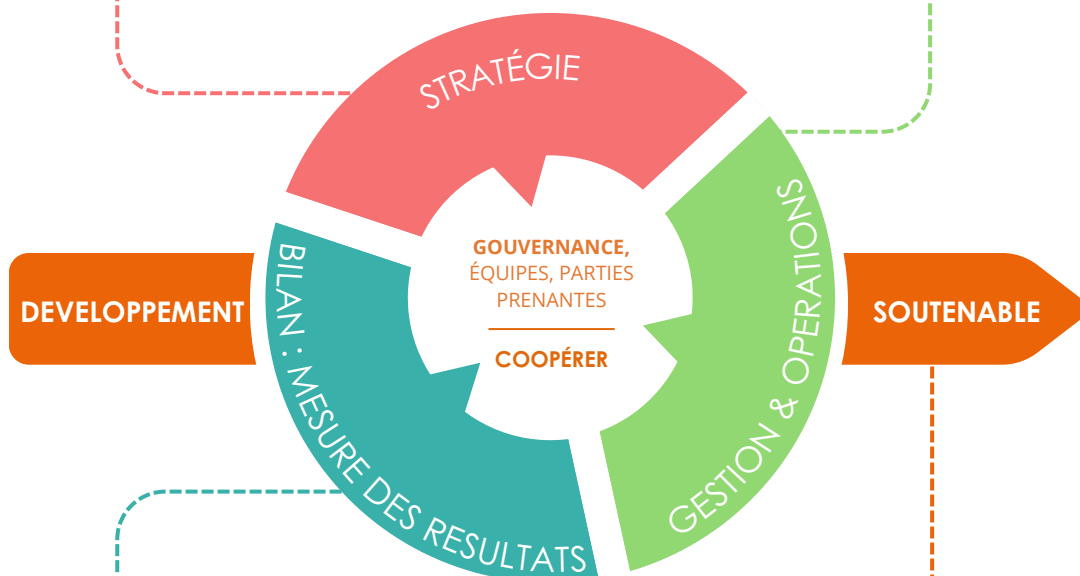 STRATÉGIE
GOUVERNANCE,
ÉQUIPES, PARTIES
PRENANTES
COOPÉRER
DEVELOPPEMENT
SOUTENABLE
GESTION & OPERATIONS
BILAN : MESURE DES RESULTATS